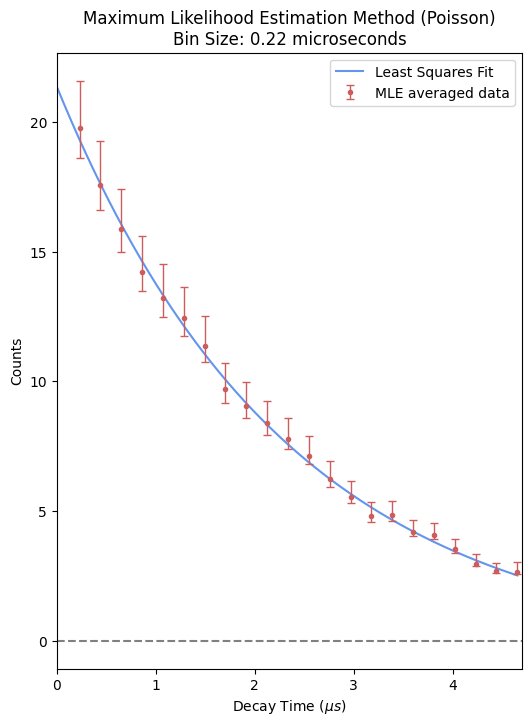 Maximum Likelihood Estimation Method (Poisson)
Bin Size: 0.22 microseconds
Least Squares Fit
MLE averaged data
Counts
20
15
10
5
0
0 1 2 3 4
Decay Time (μs)